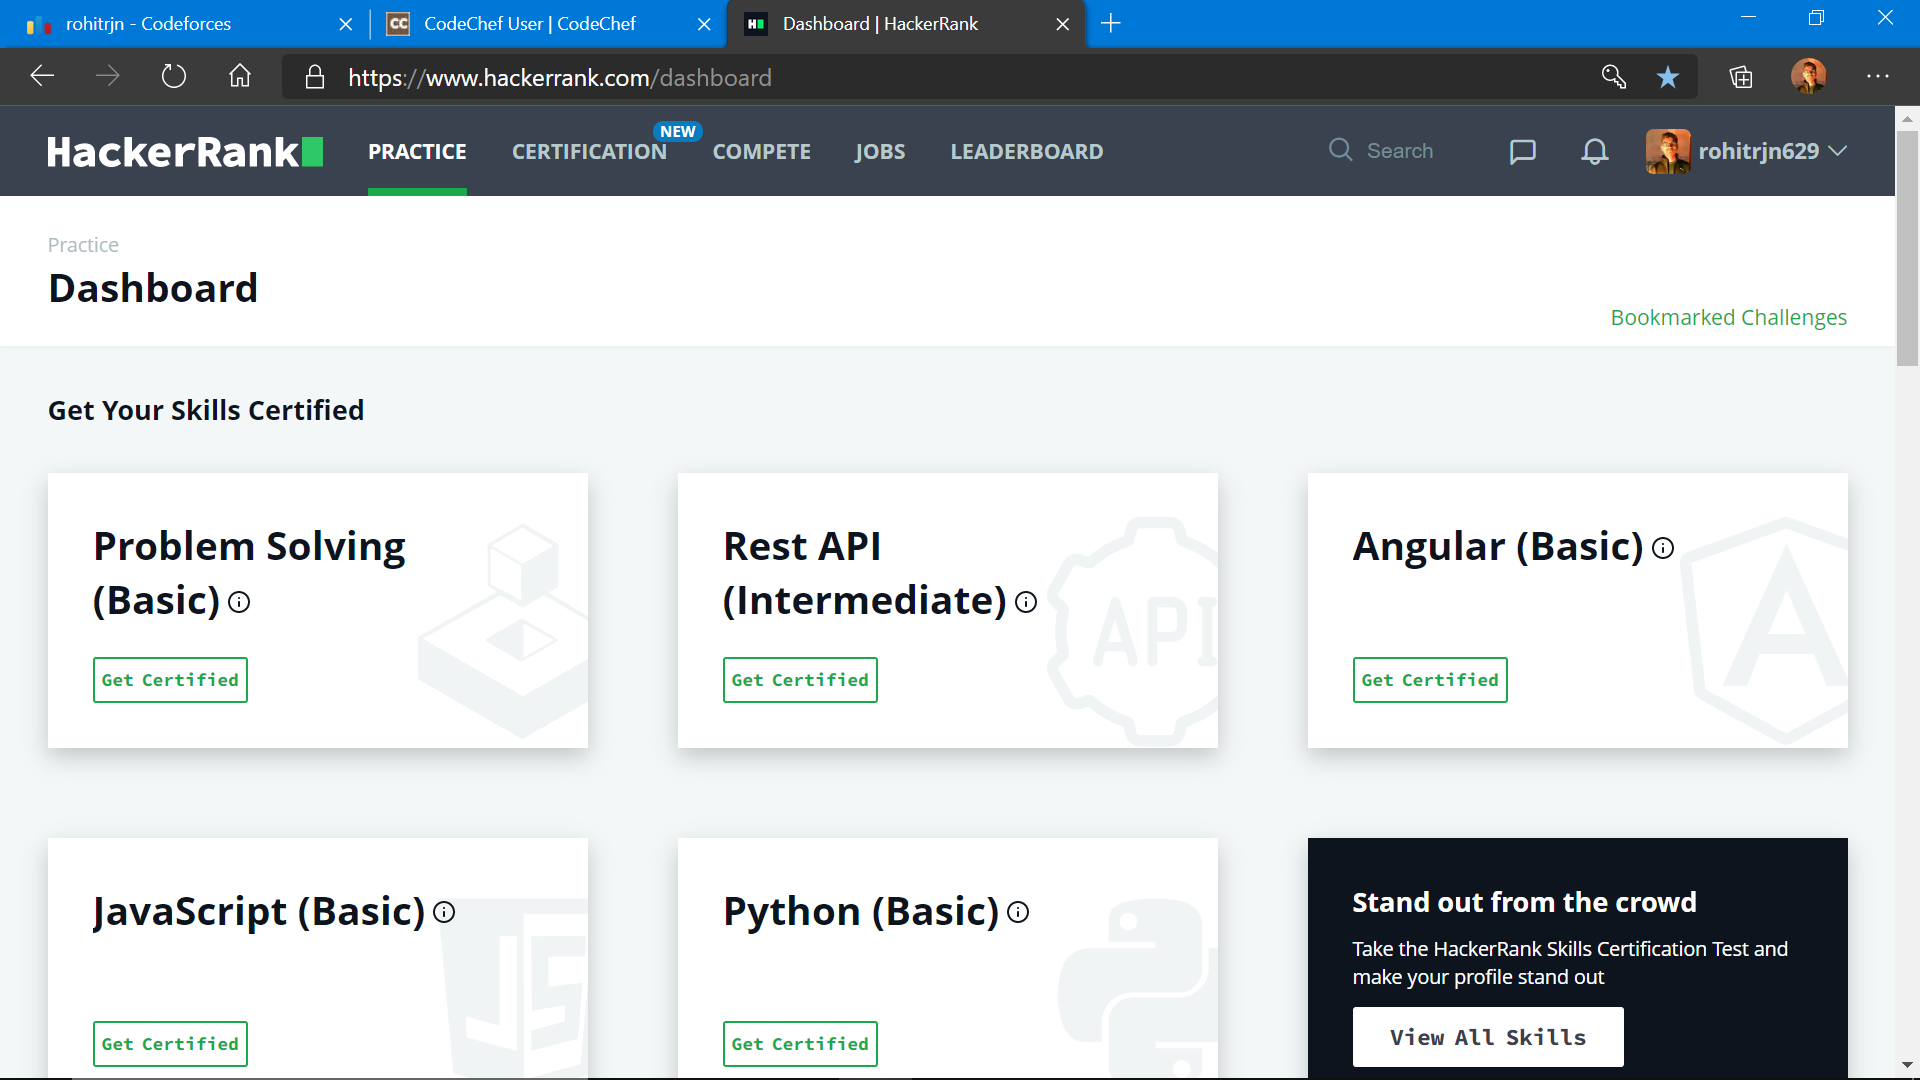 rohitrjn - Codeforces
CodeChef User | CodeChef
Dashboard | HackerRank
https://www.hackerrank.com/dashboard
HackerRank
PRACTICE
CERTIFICATION
NEW
COMPETE
JOBS
LEADERBOARD
Search
rohitrjn629
Practice
Dashboard
Bookmarked Challenges
Get Your Skills Certified
Problem Solving
(Basic)
Get Certified
Rest API
(Intermediate)
Get Certified
API
Angular (Basic)
Get Certified
JavaScript (Basic)
Get Certified
JS
Python (Basic)
Get Certified
Stand out from the crowd
Take the HackerRank Skills Certification Test and
make your profile stand out
View All Skills